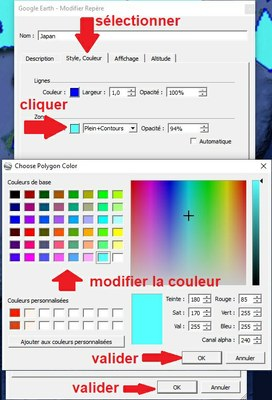 Google Earth - Modifier Repère
sélectionner
Nom : Japan
Description Style, Couleur Affichage Altitude
Lignes
Couleur : Largeur : 1,0 Opacité : 100%
cliquer
Zone
Plein+Contours Opacité : 94%
Automatique
Choose Polygon Color
Couleurs de base
modifier la couleur
Couleurs personnalisées
Teinte : 180 Rouge : 85
Sat : 170 Vert : 255
Val : 255 Bleu : 255
Canal alpha : 240
Ajouter aux couleurs personnalisées
valider OK Annuler
valider OK Annuler